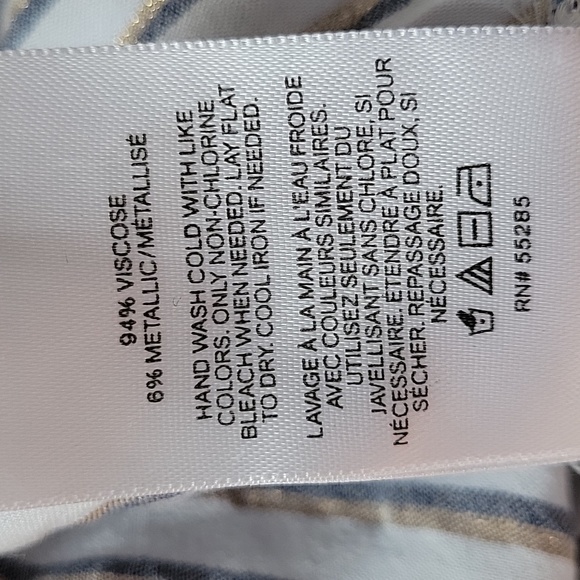 94% VISCOSE
6% METALLIC/MÉTALLISÉ
HAND WASH COLD WITH LIKE
COLORS. ONLY NON-CHLORINE
BLEACH WHEN NEEDED. LAY FLAT
TO DRY. COOL IRON IF NEEDED.
LAVAGE À LA MAIN À L'EAU FROIDE
AVEC COULEURS SIMILAIRES.
UTILISEZ SEULEMENT DU
JAVELLISANT SANS CHLORE, SI
NÉCESSAIRE. ÉTENDRE À PLAT POUR
SÉCHER. REPASSAGE DOUX, SI
NÉCESSAIRE.
RN# 55285